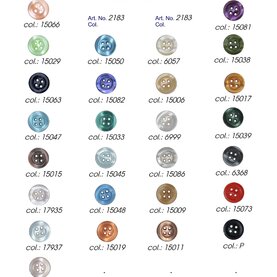 col.: 15066 Art. No. 2183 Art. No. 2183 col.: 15081
Col. Col.
col.: 15029 col.: 15050 col.: 6057 col.: 15038
col.: 15063 col.: 15082 col.: 15006 col.: 15017
col.: 15047 col.: 15033 col.: 6999 col.: 15039
col.: 15015 col.: 15045 col.: 15086 col.: 6368
col.: 17935 col.: 15048 col.: 15009 col.: 15073
col.: 17937 col.: 15019 col.: 15011 col.: P